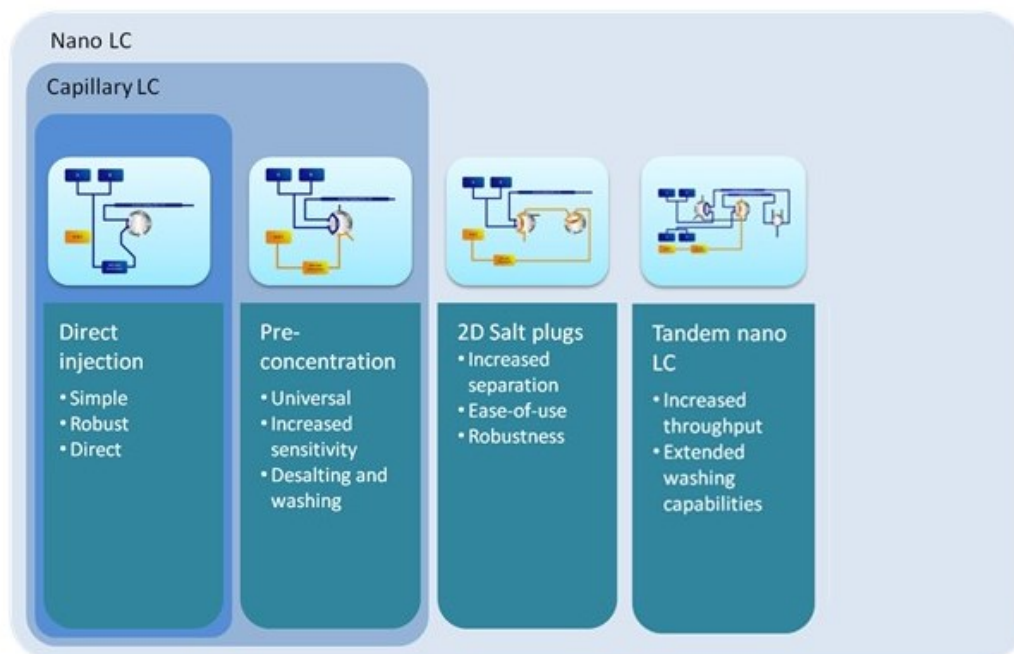 Nano LC
Capillary LC
Direct
injection
• Simple
• Robust
• Direct
Pre-
concentration
• Universal
• Increased
sensitivity
• Desalting and
washing
2D Salt plugs
• Increased
separation
• Ease-of-use
• Robustness
Tandem nano
LC
• Increased
throughput
• Extended
washing
capabilities